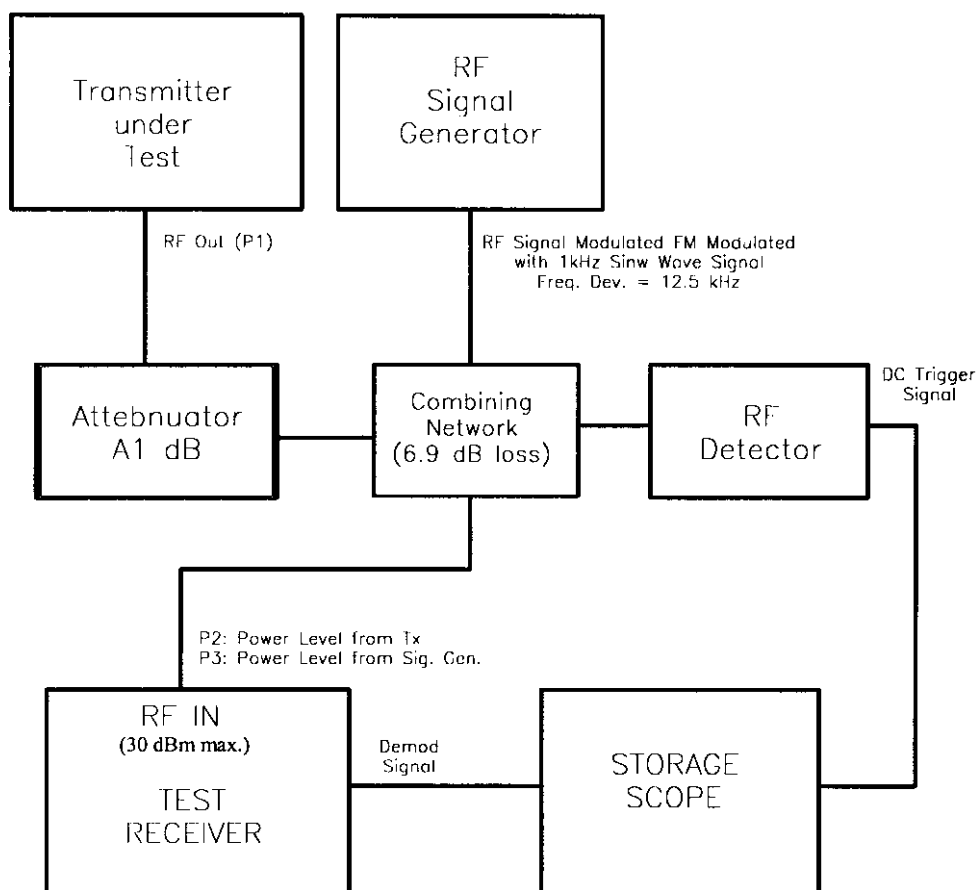 Transmitter
under
Test
RF
Signal
Generator
RF Out (P1)
RF Signal Modulated FM Modulated
with 1kHz Sinw Wave Signal
Freq. Dev. = 12.5 kHz
Attebnuator
A1 dB
Combining
Network
(6.9 dB loss)
RF
Detector
DC Trigger
Signal
P2: Power Level from Tx
P3: Power Level from Sig. Gen.
RF IN
(30 dBm max.)
TEST
RECEIVER
Demod
Signal
STORAGE
SCOPE